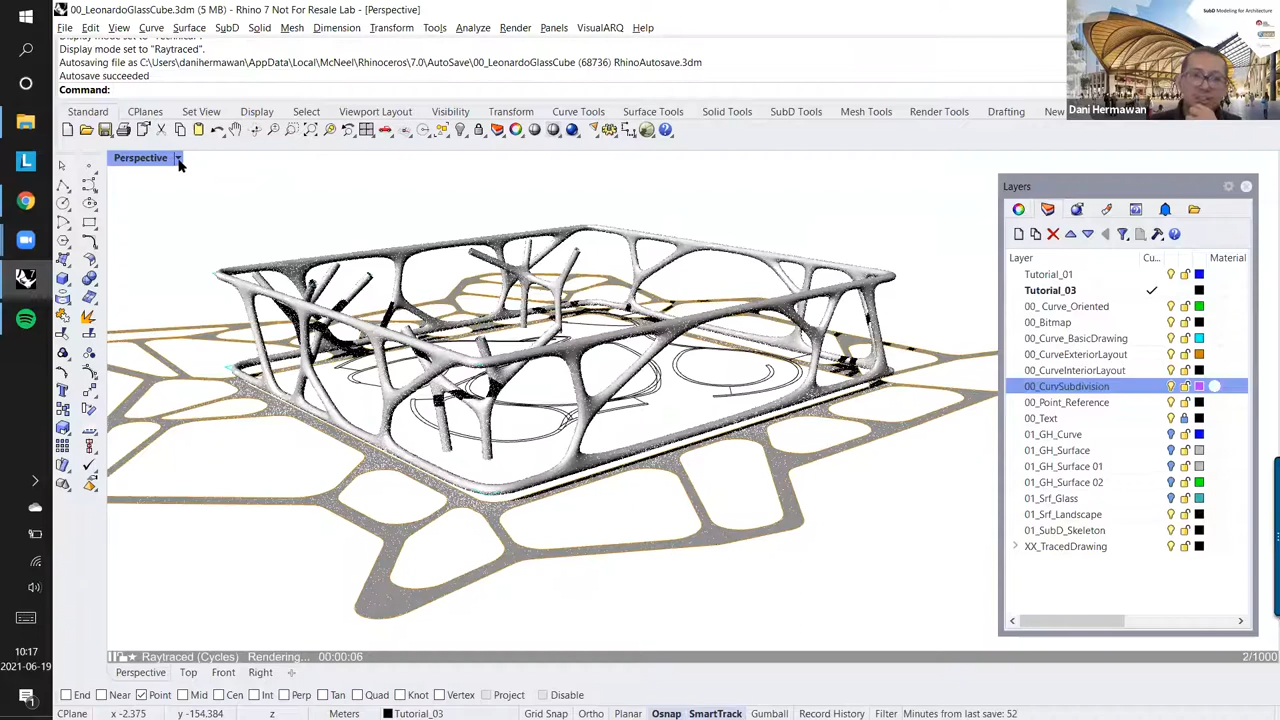 00_LeonardoGlassCube.3dm (5 MB) - Rhino 7 Not For Resale Lab - [Perspective]
File Edit View Curve Surface SubD Solid Mesh Dimension Transform Tools Analyze Render Panels VisualARQ Help
Display mode set to "Raytraced".
Autosaving file as C:\Users\danihermawan\AppData\Local\McNeel\Rhinoceros\7.0\AutoSave\00_LeonardoGlassCube (68736) RhinoAutosave.3dm
Autosave succeeded
Command:
SubD Modeling for Architecture
Dani Hermawan
Standard CPlanes Set View Display Select Viewport Layout Visibility Transform Curve Tools Surface Tools Solid Tools SubD Tools Mesh Tools Render Tools Drafting New
Perspective
Layers
Layer Cu... Material
Tutorial_01
Tutorial_03
00_ Curve_Oriented
00_Bitmap
00_Curve_BasicDrawing
00_CurveExteriorLayout
00_CurveInteriorLayout
00_CurvSubdivision
00_Point_Reference
00_Text
01_GH_Curve
01_GH_Surface
01_GH_Surface 01
01_GH_Surface 02
01_Srf_Glass
01_Srf_Landscape
01_SubD_Skeleton
XX_TracedDrawing
Raytraced (Cycles) Rendering... 00:00:06 2/1000
Perspective Top Front Right
End Near Point Mid Cen Int Perp Tan Quad Knot Vertex Project Disable
CPlane x -2.375 y -154.384 z Meters Tutorial_03 Grid Snap Ortho Planar Osnap SmartTrack Gumball Record History Filter Minutes from last save: 52
10:17
2021-06-19